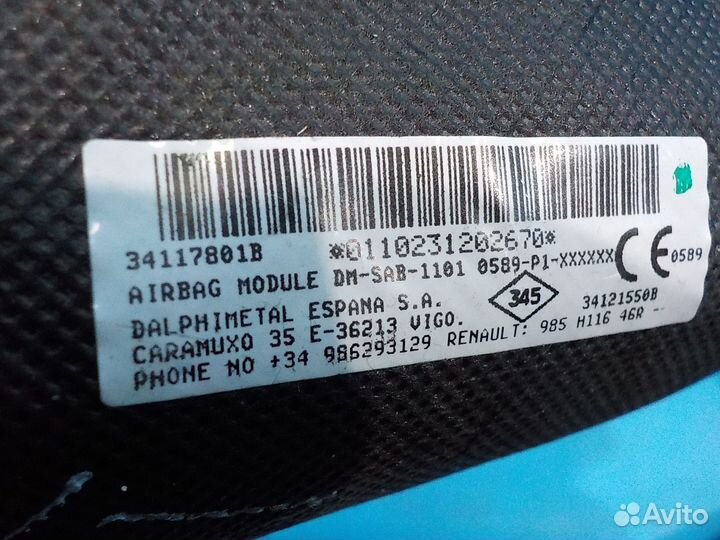 34117801B *0110231202670*
AIRBAG MODULE DM-SAB-1101 0589-P1-XXXXXX CE 0589
DALPHIMETAL ESPANA S.A. 345 34121550B
CARAMUXO 35 E-36213 VIGO.
PHONE NO +34 986293129 RENAULT: 985 H116 46R --
Avito